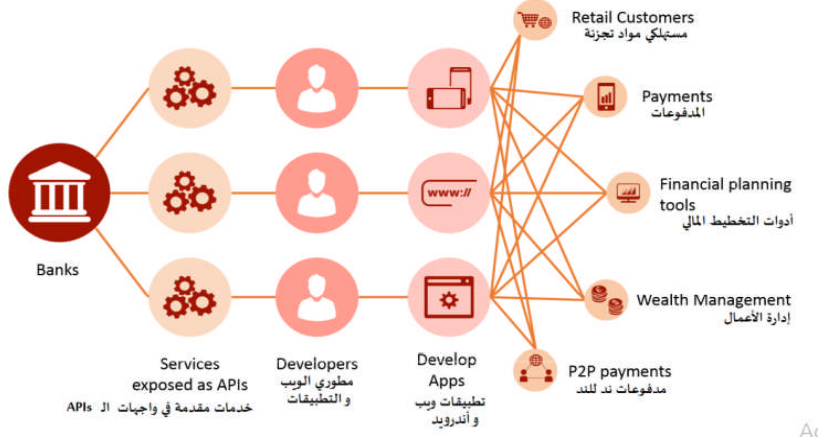 Retail Customers
مستهلكي مواد تجزئة
Payments
المدفوعات
www://
Financial planning
tools
أدوات التخطيط المالي
Banks
Wealth Management
إدارة الأعمال
Services
exposed as APIs
خدمات مقدمة في واجهات الـ APIs
Developers
مطوري الويب
و التطبيقات
Develop
Apps
تطبيقات ويب
و أندرويد
P2P payments
مدفوعات ند للند